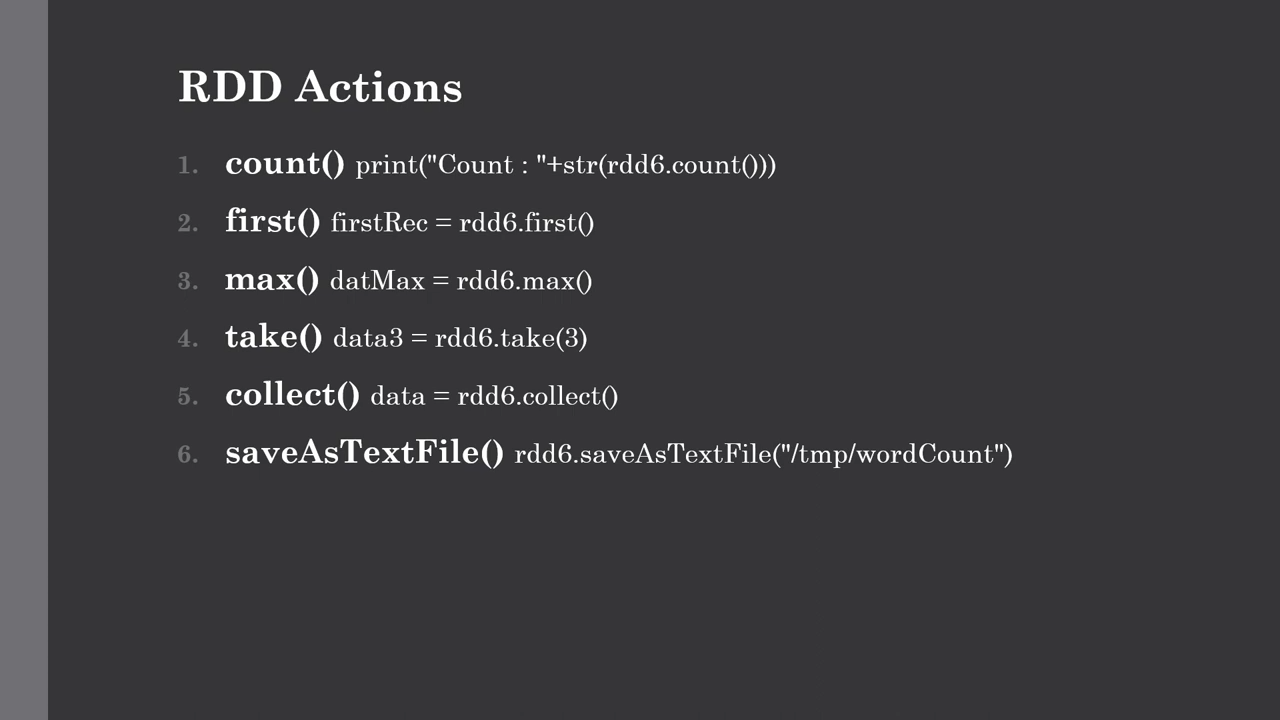 RDD Actions
1. count() print("Count : "+str(rdd6.count()))
2. first() firstRec = rdd6.first()
3. max() datMax = rdd6.max()
4. take() data3 = rdd6.take(3)
5. collect() data = rdd6.collect()
6. saveAsTextFile() rdd6.saveAsTextFile("/tmp/wordCount")